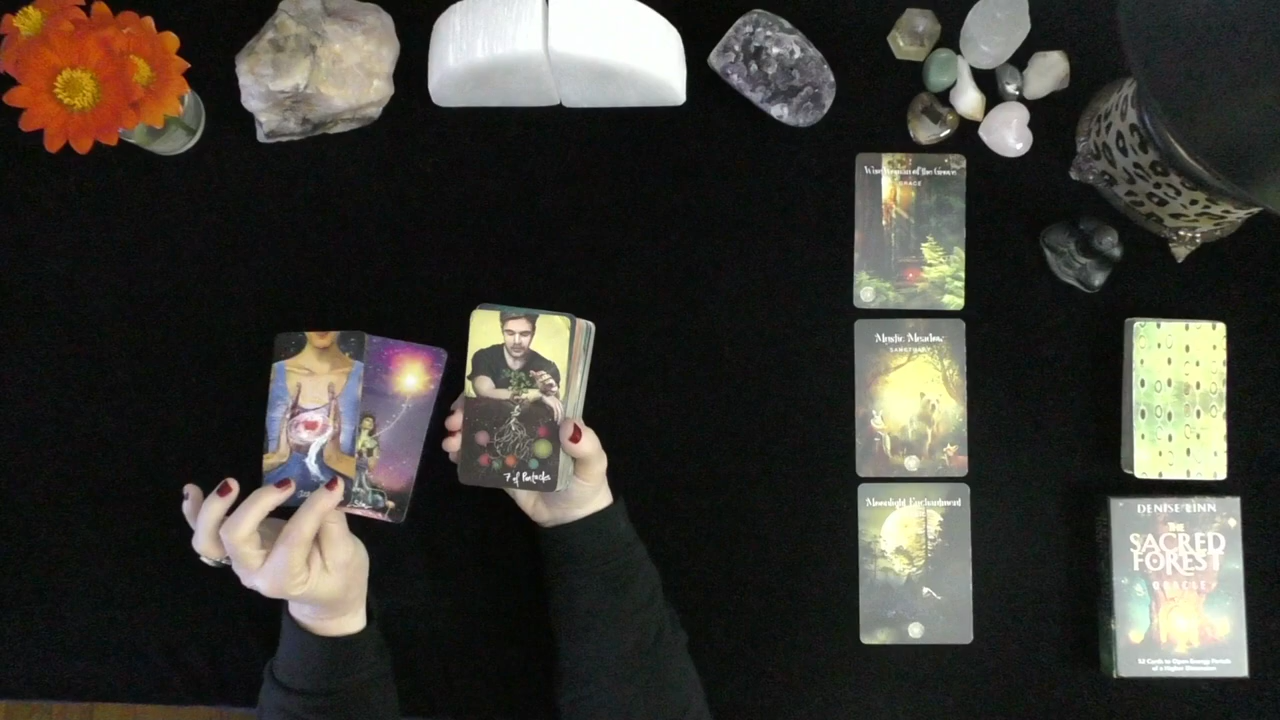 Wise Woman of the Grove
GRACE
Mystic Meadow
SANCTUARY
Moonlight Enchantment
7 of Pentacles
Star
DENISE LINN
THE
SACRED
FOREST
ORACLE
52 Cards to Open Energy Portals
of a Higher Dimension